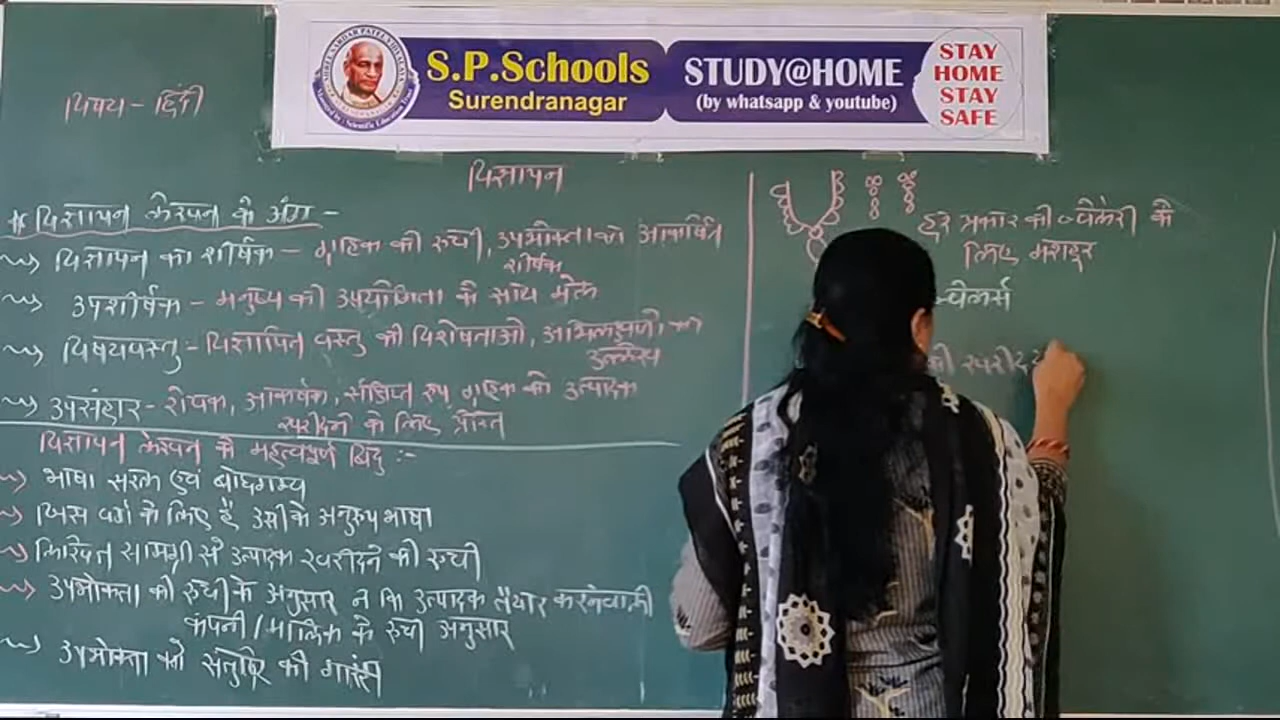 S.P.Schools
Surendranagar
STUDY@HOME
(by whatsapp & youtube)
STAY
HOME
STAY
SAFE
विषय - हिंदी
विज्ञापन
# विज्ञापन लेखन के अंग -
विज्ञापन का शीर्षक - ग्राहक की रुची, उपभोक्ता को आकर्षित
शीर्षक
उपशीर्षक - मनुष्य की उपयोगिता के साथ मेल
विषयवस्तु - विज्ञापित वस्तु की विशेषताओं, का
उल्लेख
उपसंहार - रोचक, आकर्षक, संक्षिप्त रुप ग्राहक को उत्पादक
खरीदने के लिए प्रेरित
विज्ञापन लेखन के महत्वपूर्ण बिंदु :-
भाषा सरल एवं बोधगम्य
जिस वर्ग के लिए है उसी के अनुरुप भाषा
लिखित सामग्री से उत्पादक खरीदने की रुची
उपभोक्ता की रुची के अनुसार न कि उत्पादक तैयार करनेवाली
कंपनी / मालिक के रुची अनुसार
उपभोक्ता को संतुष्टि की गारंटी
हर प्रकार की ज्वेलरी के
लिए मशहूर
ज्वेलर्स
की खरीद